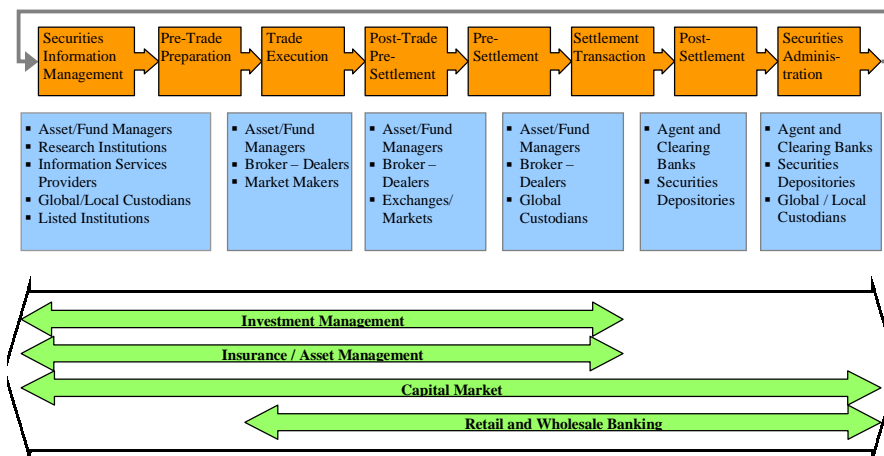 Securities
Information
Management
Pre-Trade
Preparation
Trade
Execution
Post-Trade
Pre-
Settlement
Pre-
Settlement
Settlement
Transaction
Post-
Settlement
Securities
Adminis-
tration
▪ Asset/Fund Managers
▪ Research Institutions
▪ Information Services
Providers
▪ Global/Local Custodians
▪ Listed Institutions
▪ Asset/Fund
Managers
▪ Broker – Dealers
▪ Market Makers
▪ Asset/Fund
Managers
▪ Broker –
Dealers
▪ Exchanges/
Markets
▪ Asset/Fund
Managers
▪ Broker –
Dealers
▪ Global
Custodians
▪ Agent and
Clearing
Banks
▪ Securities
Depositories
▪ Agent and
Clearing Banks
▪ Securities
Depositories
▪ Global / Local
Custodians
Investment Management
Insurance / Asset Management
Capital Market
Retail and Wholesale Banking